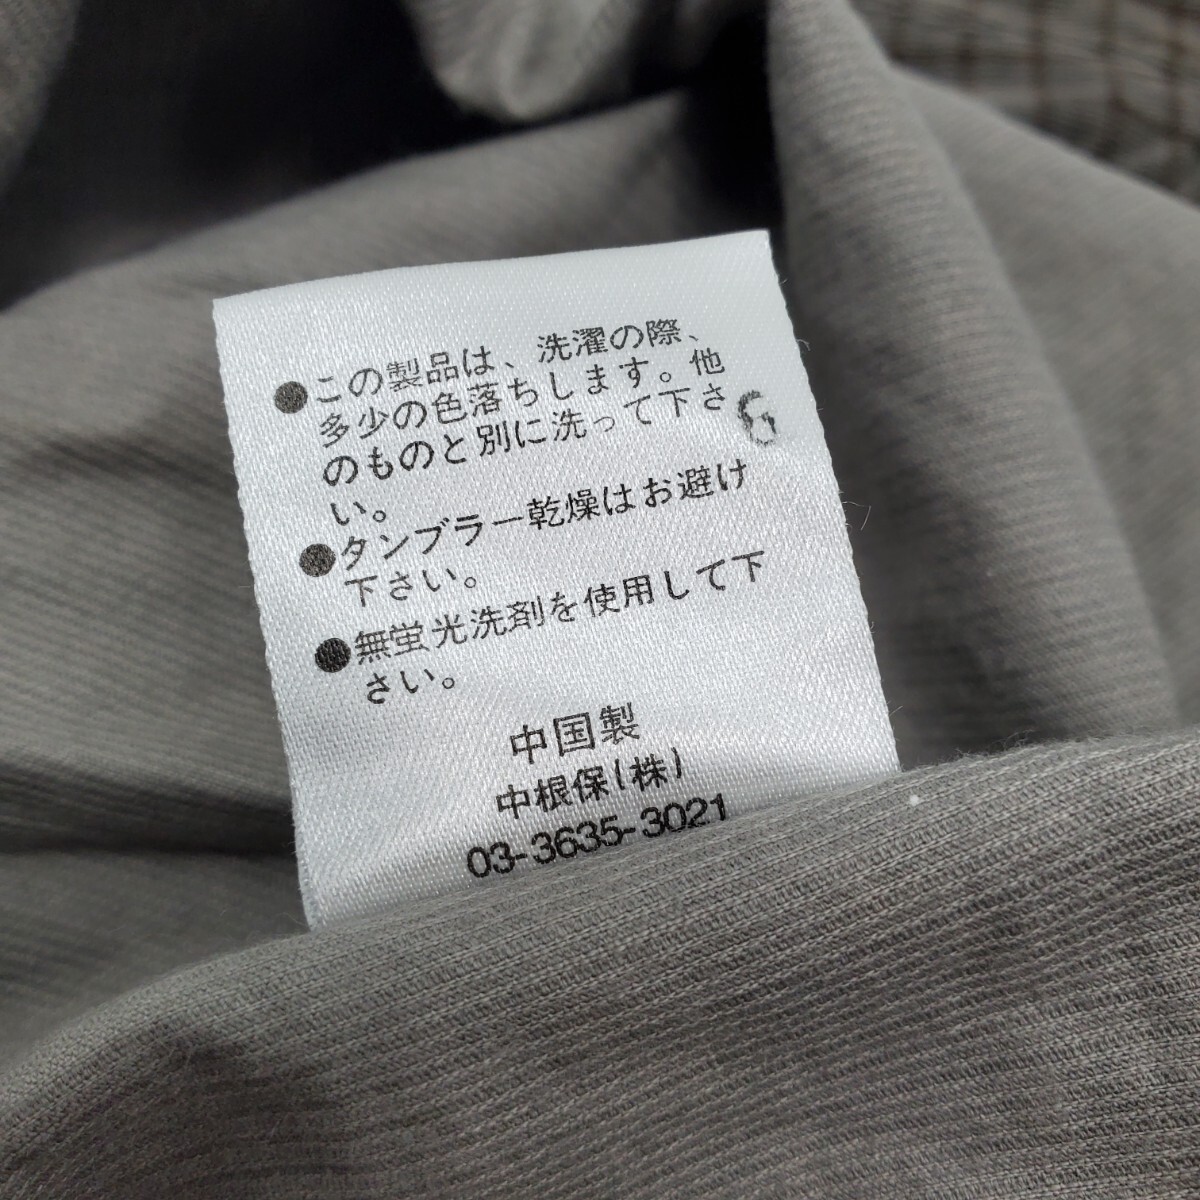 ●この製品は、洗濯の際、
多少の色落ちします。他
のものと別に洗って下さ
い。
●タンブラー乾燥はお避け
下さい。
●無蛍光洗剤を使用して下
さい。
中国製
中根保(株)
03-3635-3021